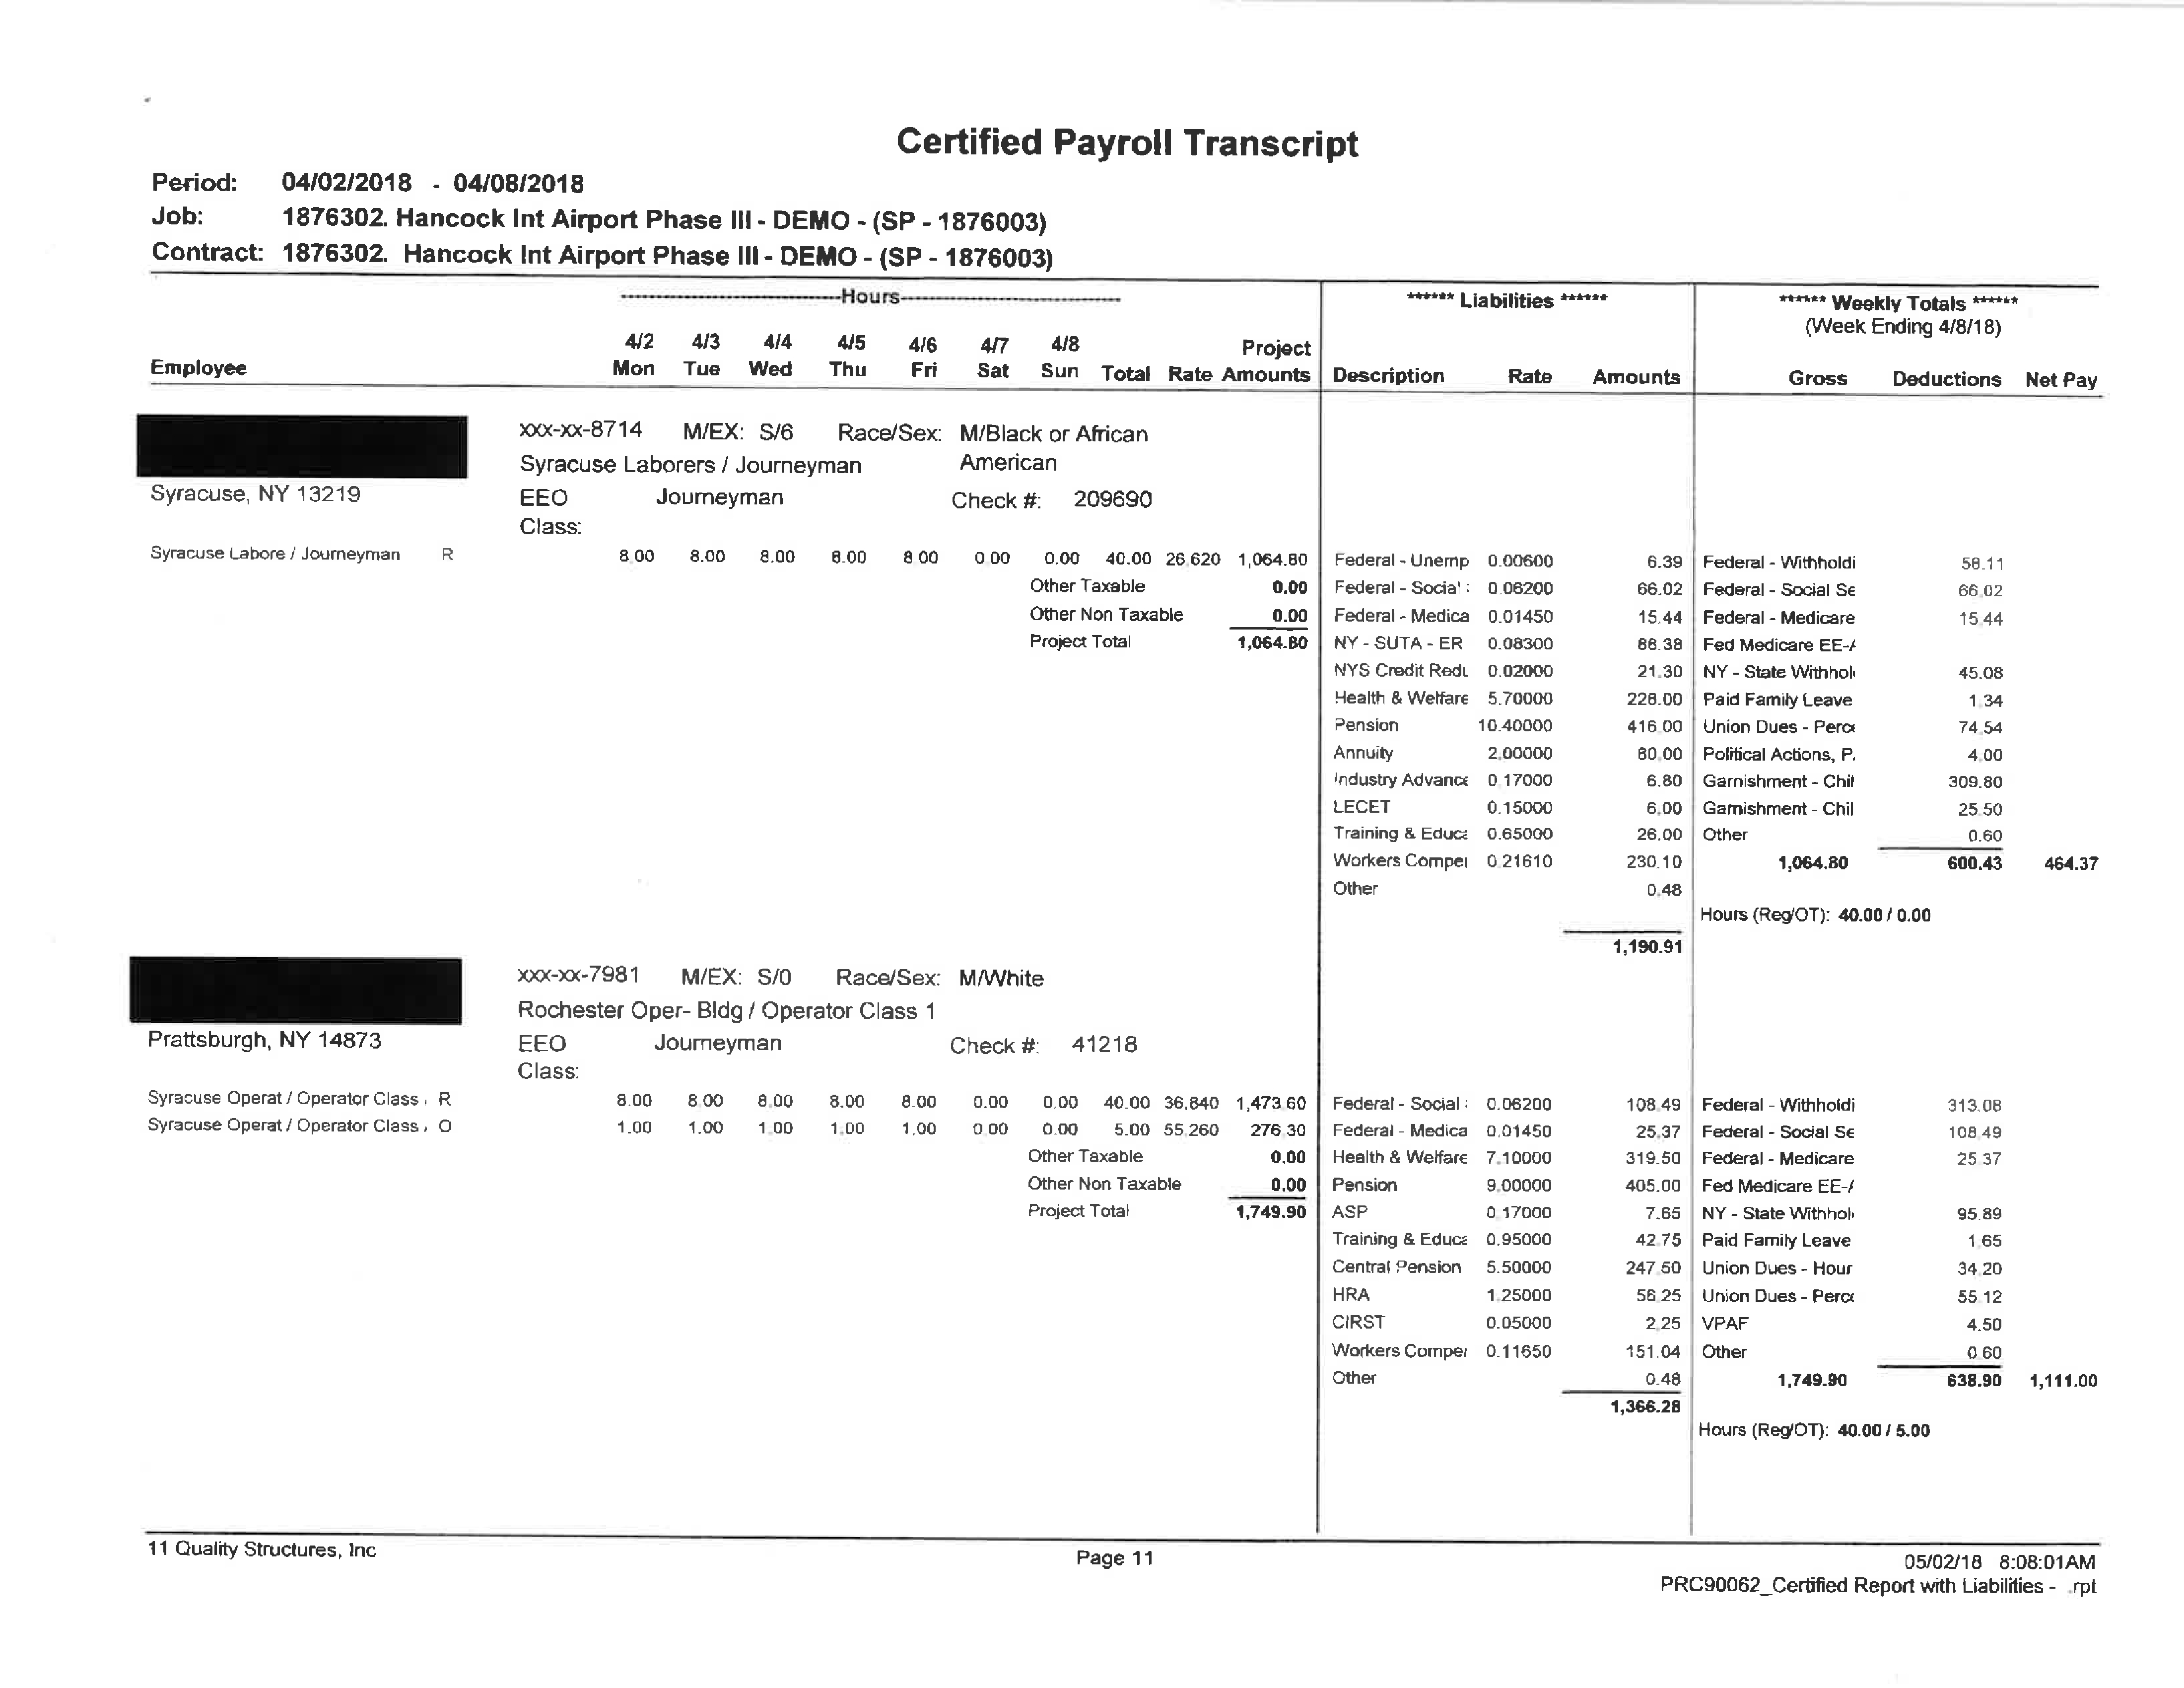 Certified Payroll Transcript
Period: 04/02/2018 - 04/08/2018
Job: 1876302. Hancock Int Airport Phase III - DEMO - (SP - 1876003)
Contract: 1876302. Hancock Int Airport Phase III - DEMO - (SP - 1876003)
Hours ****** Liabilities ****** ****** Weekly Totals ******
(Week Ending 4/8/18)
4/2 4/3 4/4 4/5 4/6 4/7 4/8 Project
Employee Mon Tue Wed Thu Fri Sat Sun Total Rate Amounts Description Rate Amounts Gross Deductions Net Pay
xxx-xx-8714 M/EX: S/6 Race/Sex: M/Black or African
Syracuse Laborers / Journeyman American
Syracuse, NY 13219 EEO Journeyman Check #: 209690
Class:
Syracuse Labore / Journeyman R 8.00 8.00 8.00 8.00 8.00 0.00 0.00 40.00 26.620 1,064.80 Federal - Unemp 0.00600 6.39 Federal - Withholdi 58.11
Other Taxable 0.00 Federal - Social : 0.06200 66.02 Federal - Social Se 66.02
Other Non Taxable 0.00 Federal - Medica 0.01450 15.44 Federal - Medicare 15.44
Project Total 1,064.80 NY - SUTA - ER 0.08300 88.38 Fed Medicare EE-A
NYS Credit Redu 0.02000 21.30 NY - State Withhol 45.08
Health & Welfare 5.70000 228.00 Paid Family Leave 1.34
Pension 10.40000 416.00 Union Dues - Perce 74.54
Annuity 2.00000 80.00 Political Actions, P. 4.00
Industry Advance 0.17000 6.80 Garnishment - Chil 309.80
LECET 0.15000 6.00 Garnishment - Chil 25.50
Training & Educa 0.65000 26.00 Other 0.60
Workers Comper 0.21610 230.10 1,064.80 600.43 464.37
Other 0.48
Hours (Reg/OT): 40.00 / 0.00
1,190.91
xxx-xx-7981 M/EX: S/0 Race/Sex: M/White
Rochester Oper- Bldg / Operator Class 1
Prattsburgh, NY 14873 EEO Journeyman Check #: 41218
Class:
Syracuse Operat / Operator Class , R 8.00 8.00 8.00 8.00 8.00 0.00 0.00 40.00 36.840 1,473.60 Federal - Social : 0.06200 108.49 Federal - Withholdi 313.08
Syracuse Operat / Operator Class , O 1.00 1.00 1.00 1.00 1.00 0.00 0.00 5.00 55.260 276.30 Federal - Medica 0.01450 25.37 Federal - Social Se 108.49
Other Taxable 0.00 Health & Welfare 7.10000 319.50 Federal - Medicare 25.37
Other Non Taxable 0.00 Pension 9.00000 405.00 Fed Medicare EE-A
Project Total 1,749.90 ASP 0.17000 7.65 NY - State Withhol 95.89
Training & Educa 0.95000 42.75 Paid Family Leave 1.65
Central Pension 5.50000 247.50 Union Dues - Hour 34.20
HRA 1.25000 56.25 Union Dues - Perce 55.12
CIRST 0.05000 2.25 VPAF 4.50
Workers Comper 0.11650 151.04 Other 0.60
Other 0.48 1,749.90 638.90 1,111.00
1,366.28
Hours (Reg/OT): 40.00 / 5.00
11 Quality Structures, Inc Page 11 05/02/18 8:08:01AM
PRC90062_Certified Report with Liabilities - .rpt